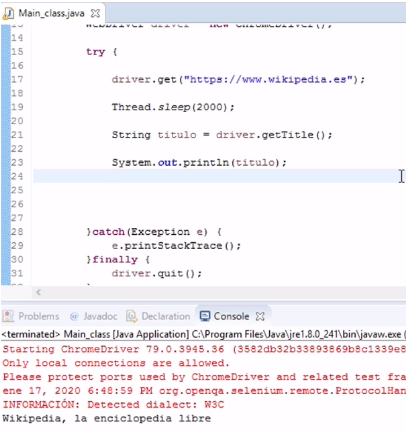 Main_class.java
WebDriver driver = new ChromeDriver();
14
15 try {
16
17 driver.get("https://www.wikipedia.es");
18
19 Thread.sleep(2000);
20
21 String titulo = driver.getTitle();
22
23 System.out.println(titulo);
24
25
26
27
28 }catch(Exception e) {
29 e.printStackTrace();
30 }finally {
31 driver.quit();
Problems Javadoc Declaration Console
<terminated> Main_class [Java Application] C:\Program Files\Java\jre1.8.0_241\bin\javaw.exe (
Starting ChromeDriver 79.0.3945.36 (3582db32b33893869b8c1339e8
Only local connections are allowed.
Please protect ports used by ChromeDriver and related test fra
ene 17, 2020 6:48:59 PM org.openqa.selenium.remote.ProtocolHan
INFORMACIÓN: Detected dialect: W3C
Wikipedia, la enciclopedia libre